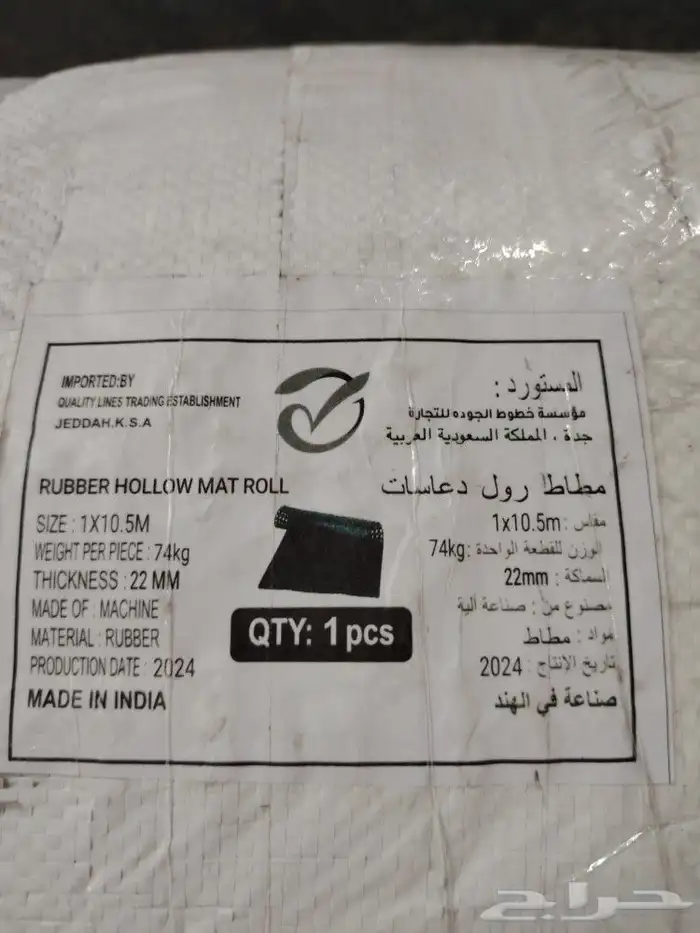 IMPORTED:BY
QUALITY LINES TRADING ESTABLISHMENT
JEDDAH.K.S.A
المستورد :
مؤسسة خطوط الجوده للتجارة
جدة ، المملكة السعودية العربية
RUBBER HOLLOW MAT ROLL
SIZE : 1X10.5M
WEIGHT PER PIECE : 74kg
THICKNESS : 22 MM
MADE OF : MACHINE
MATERIAL : RUBBER
PRODUCTION DATE : 2024
MADE IN INDIA
QTY: 1 pcs
مطاط رول دعاسات
مقاس : 1x10.5m
الوزن للقطعة الواحدة : 74kg
السماكة : 22mm
مصنوع من : صناعة آلية
مواد : مطاط
تاريخ الإنتاج : 2024
صناعة في الهند
حراج